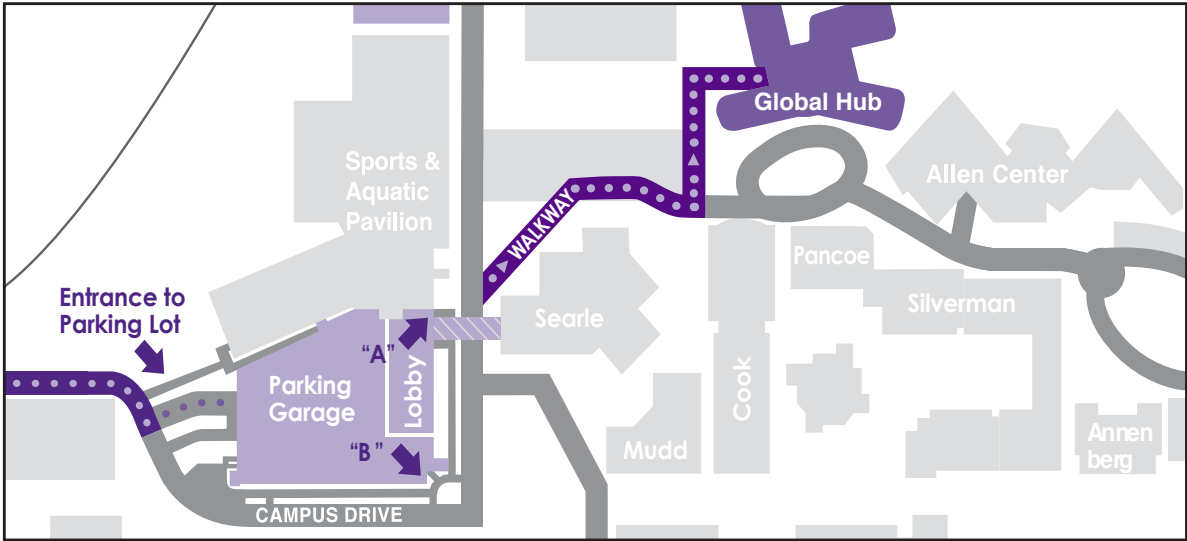 Global Hub
Sports &
Aquatic
Pavilion
Allen Center
WALKWAY
Pancoe
Entrance to
Parking Lot
Searle
Silverman
“A”
Lobby
Parking
Garage
Cook
“B”
Mudd
Annen
berg
CAMPUS DRIVE